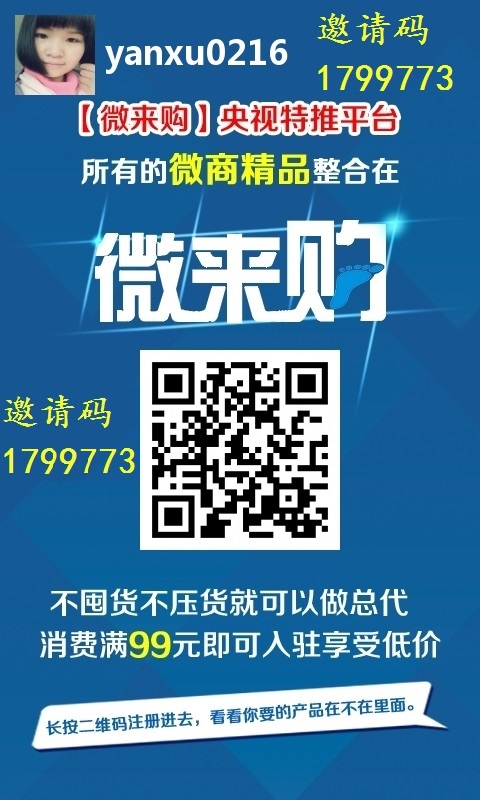 yanxu0216
邀请码
1799773
【微来购】央视特推平台
所有的微商精品整合在
微来购
邀请码
1799773
不囤货不压货就可以做总代
消费满99元即可入驻享受低价
长按二维码注册进去，看看你要的产品在不在里面。